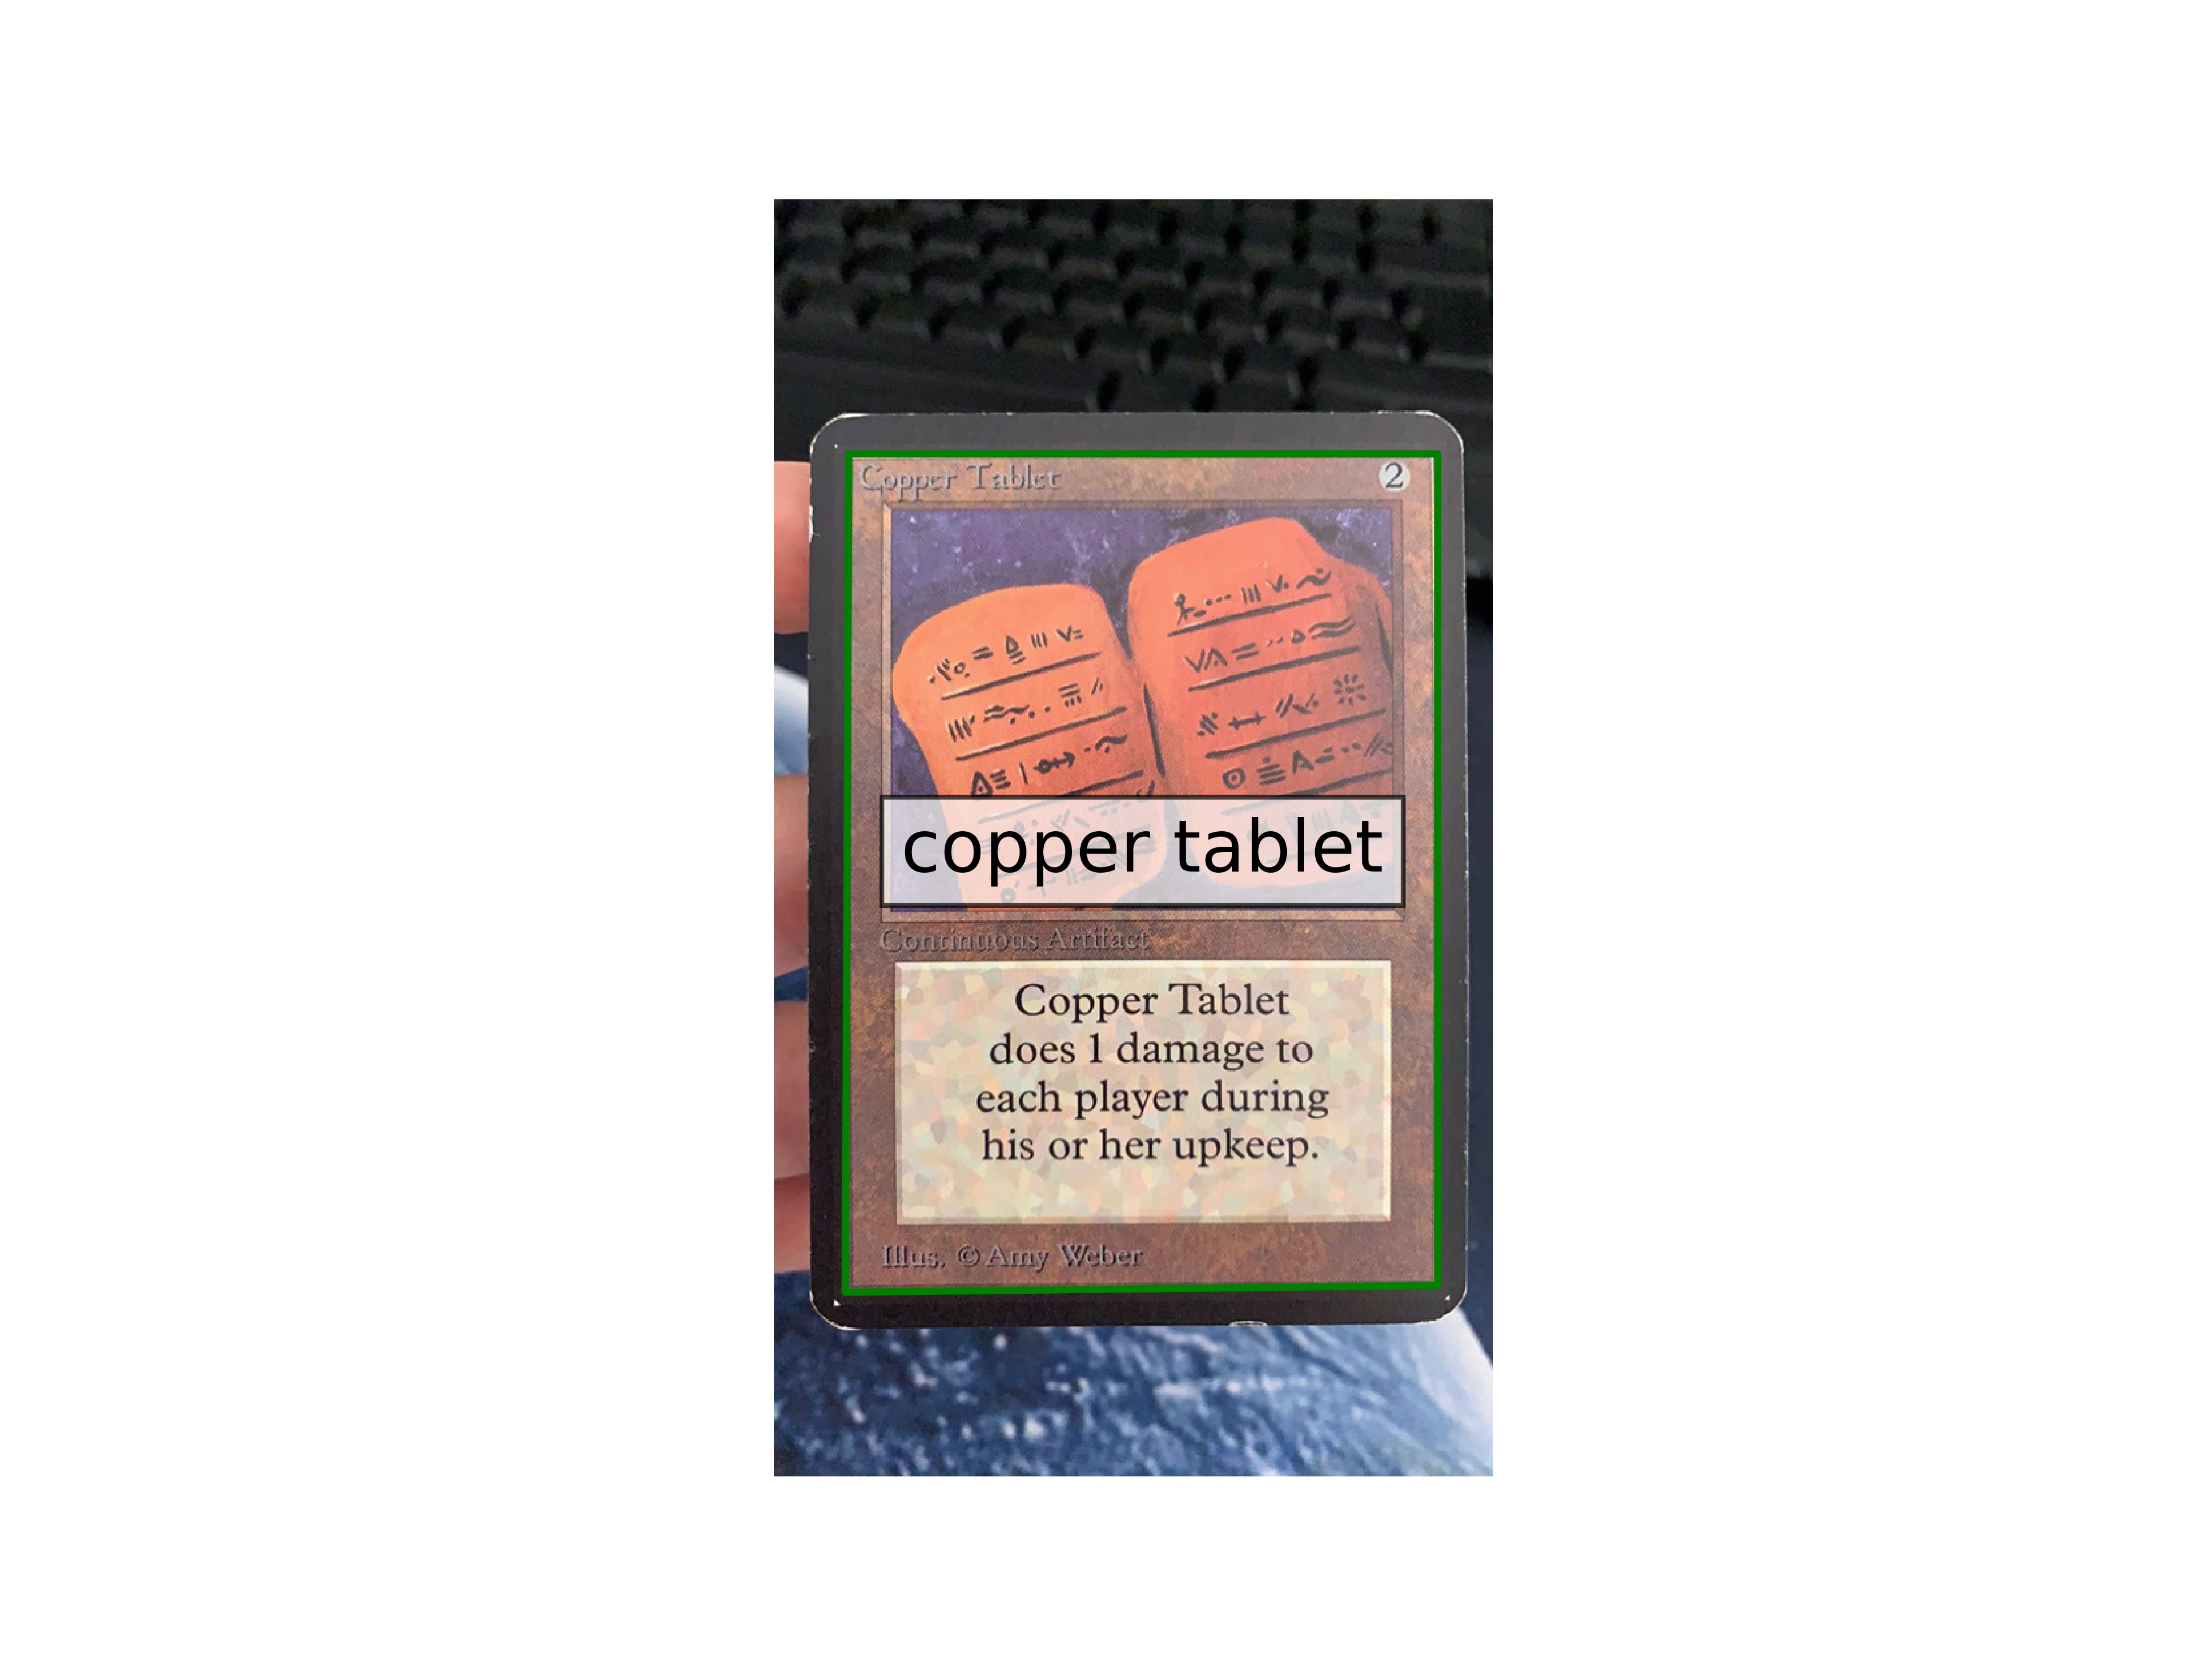 Copper Tablet 2
copper tablet
Continuous Artifact
Copper Tablet
does 1 damage to
each player during
his or her upkeep.
Illus. © Amy Weber